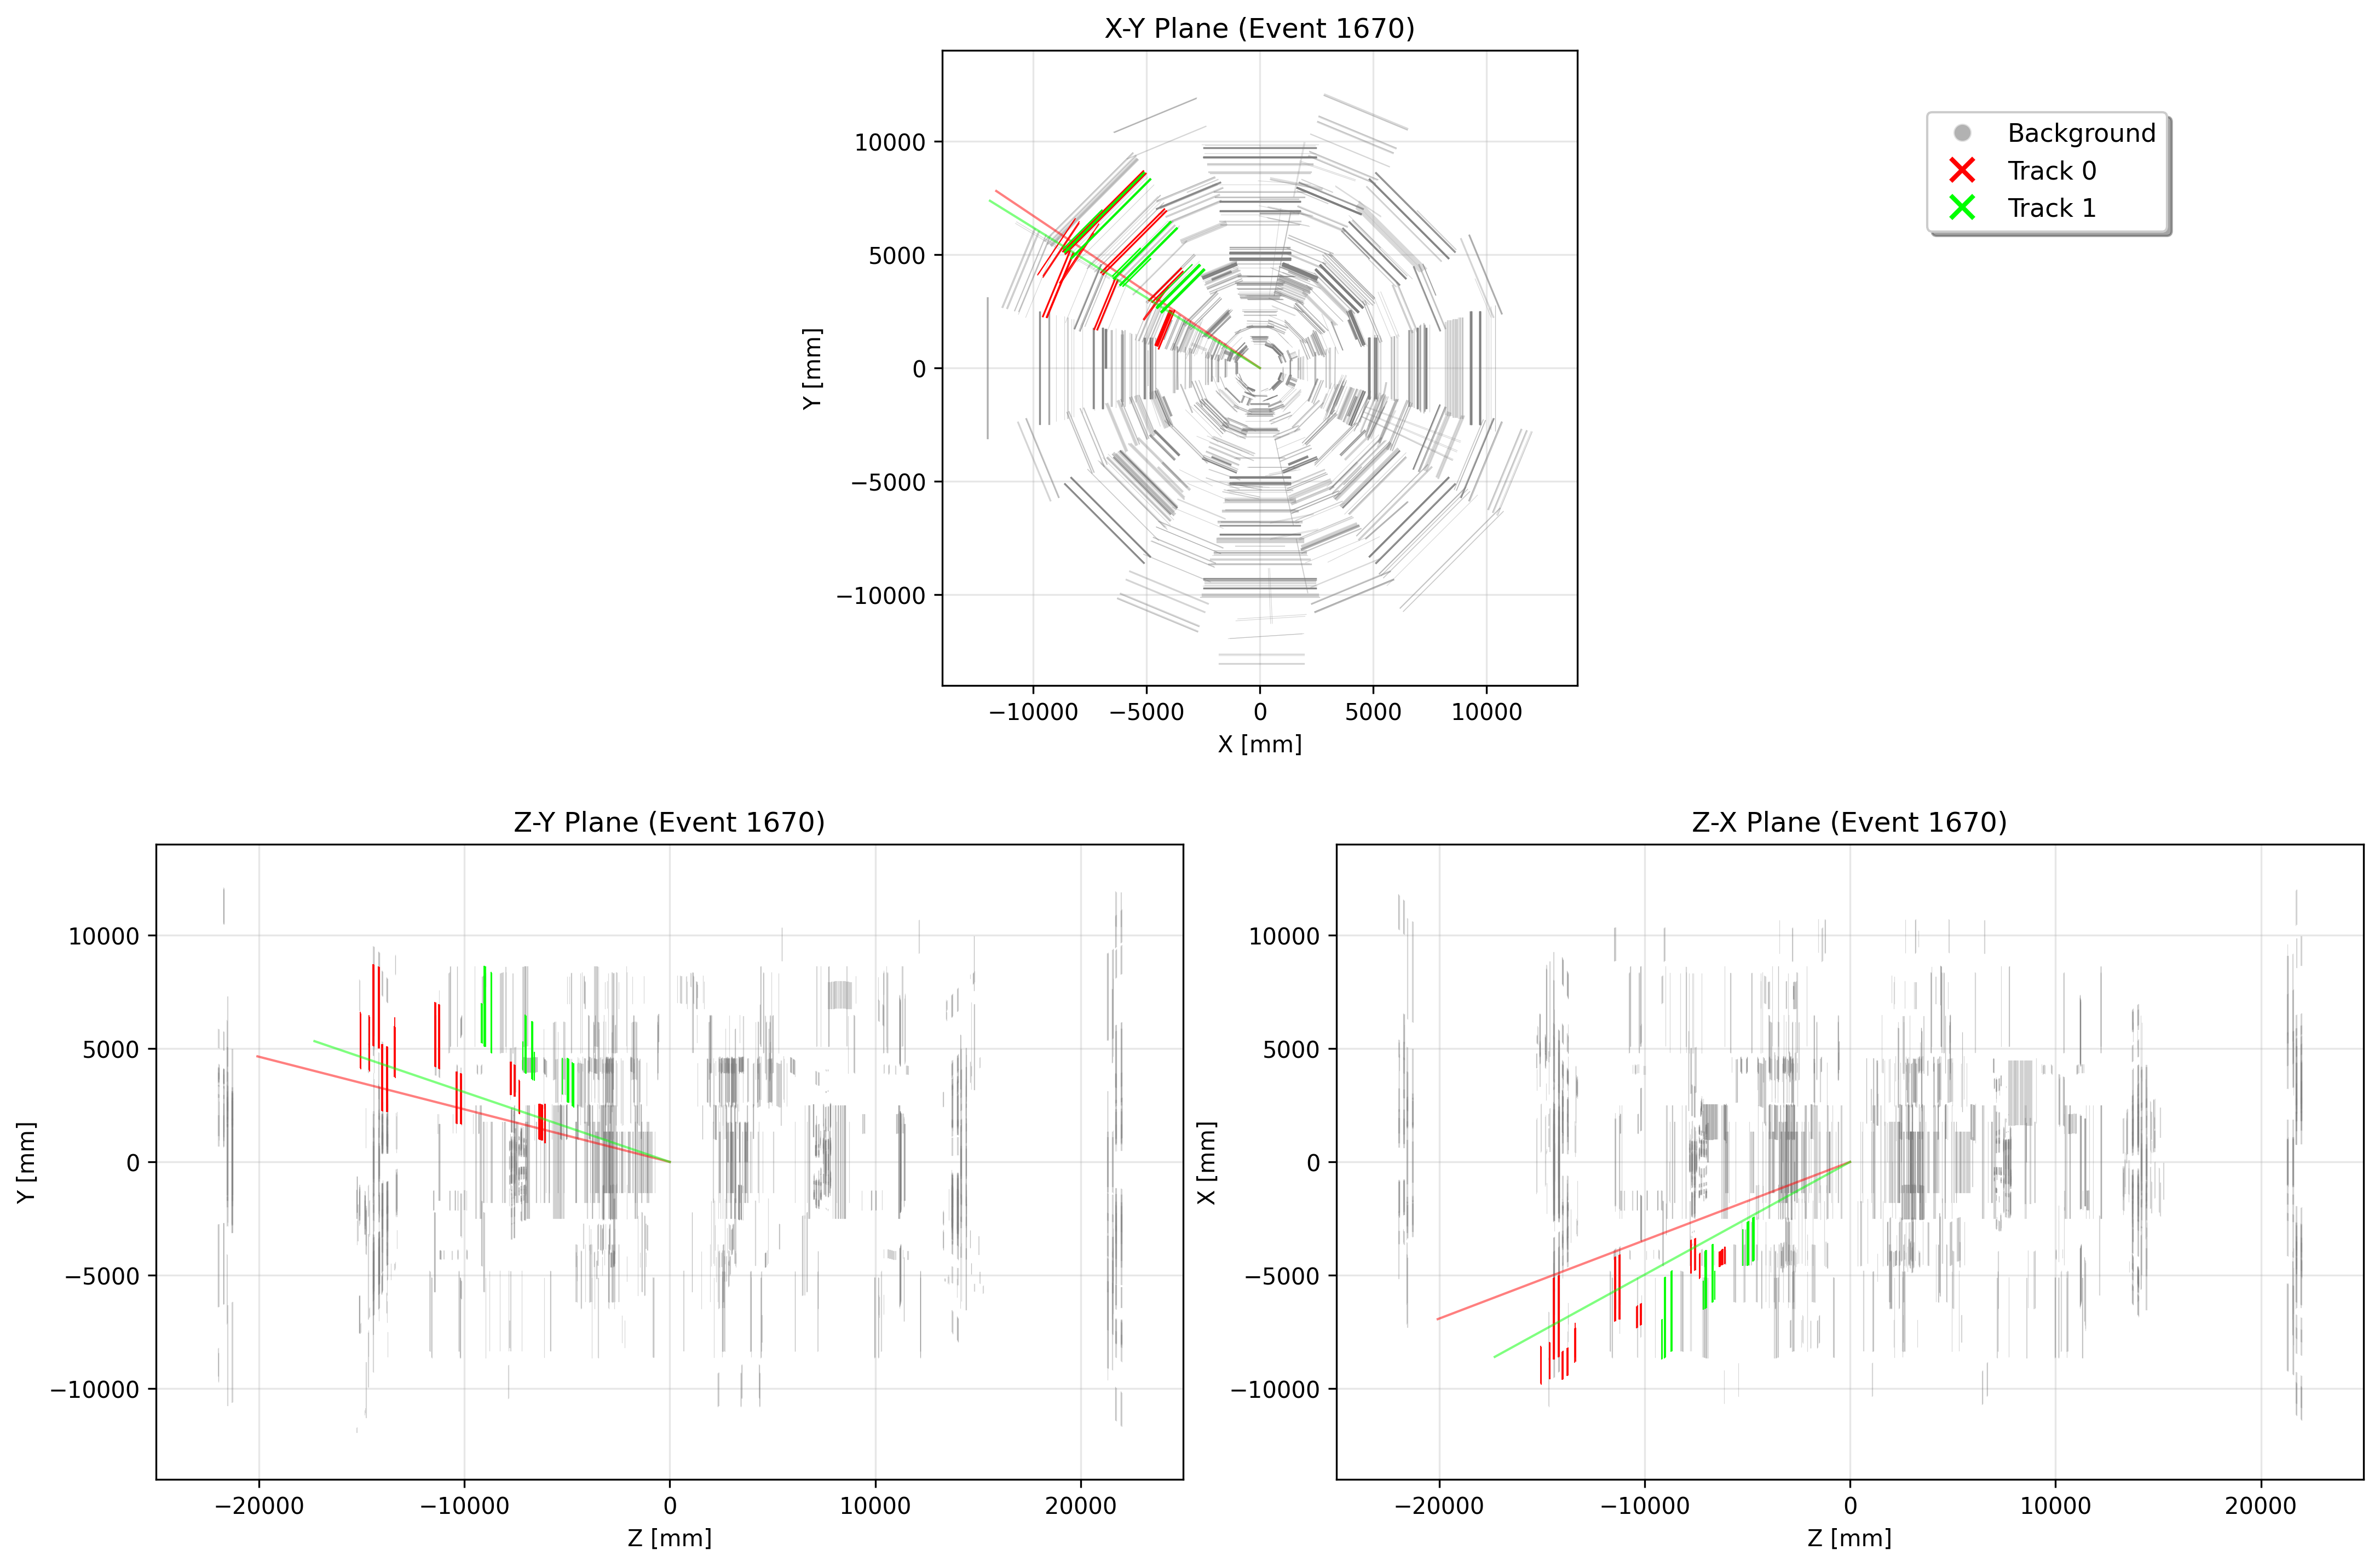 X-Y Plane (Event 1670)
Y [mm]
10000
5000
0
−5000
−10000
−10000 −5000 0 5000 10000
X [mm]
Background
Track 0
Track 1
Z-Y Plane (Event 1670)
Y [mm]
10000
5000
0
−5000
−10000
−20000 −10000 0 10000 20000
Z [mm]
Z-X Plane (Event 1670)
X [mm]
10000
5000
0
−5000
−10000
−20000 −10000 0 10000 20000
Z [mm]